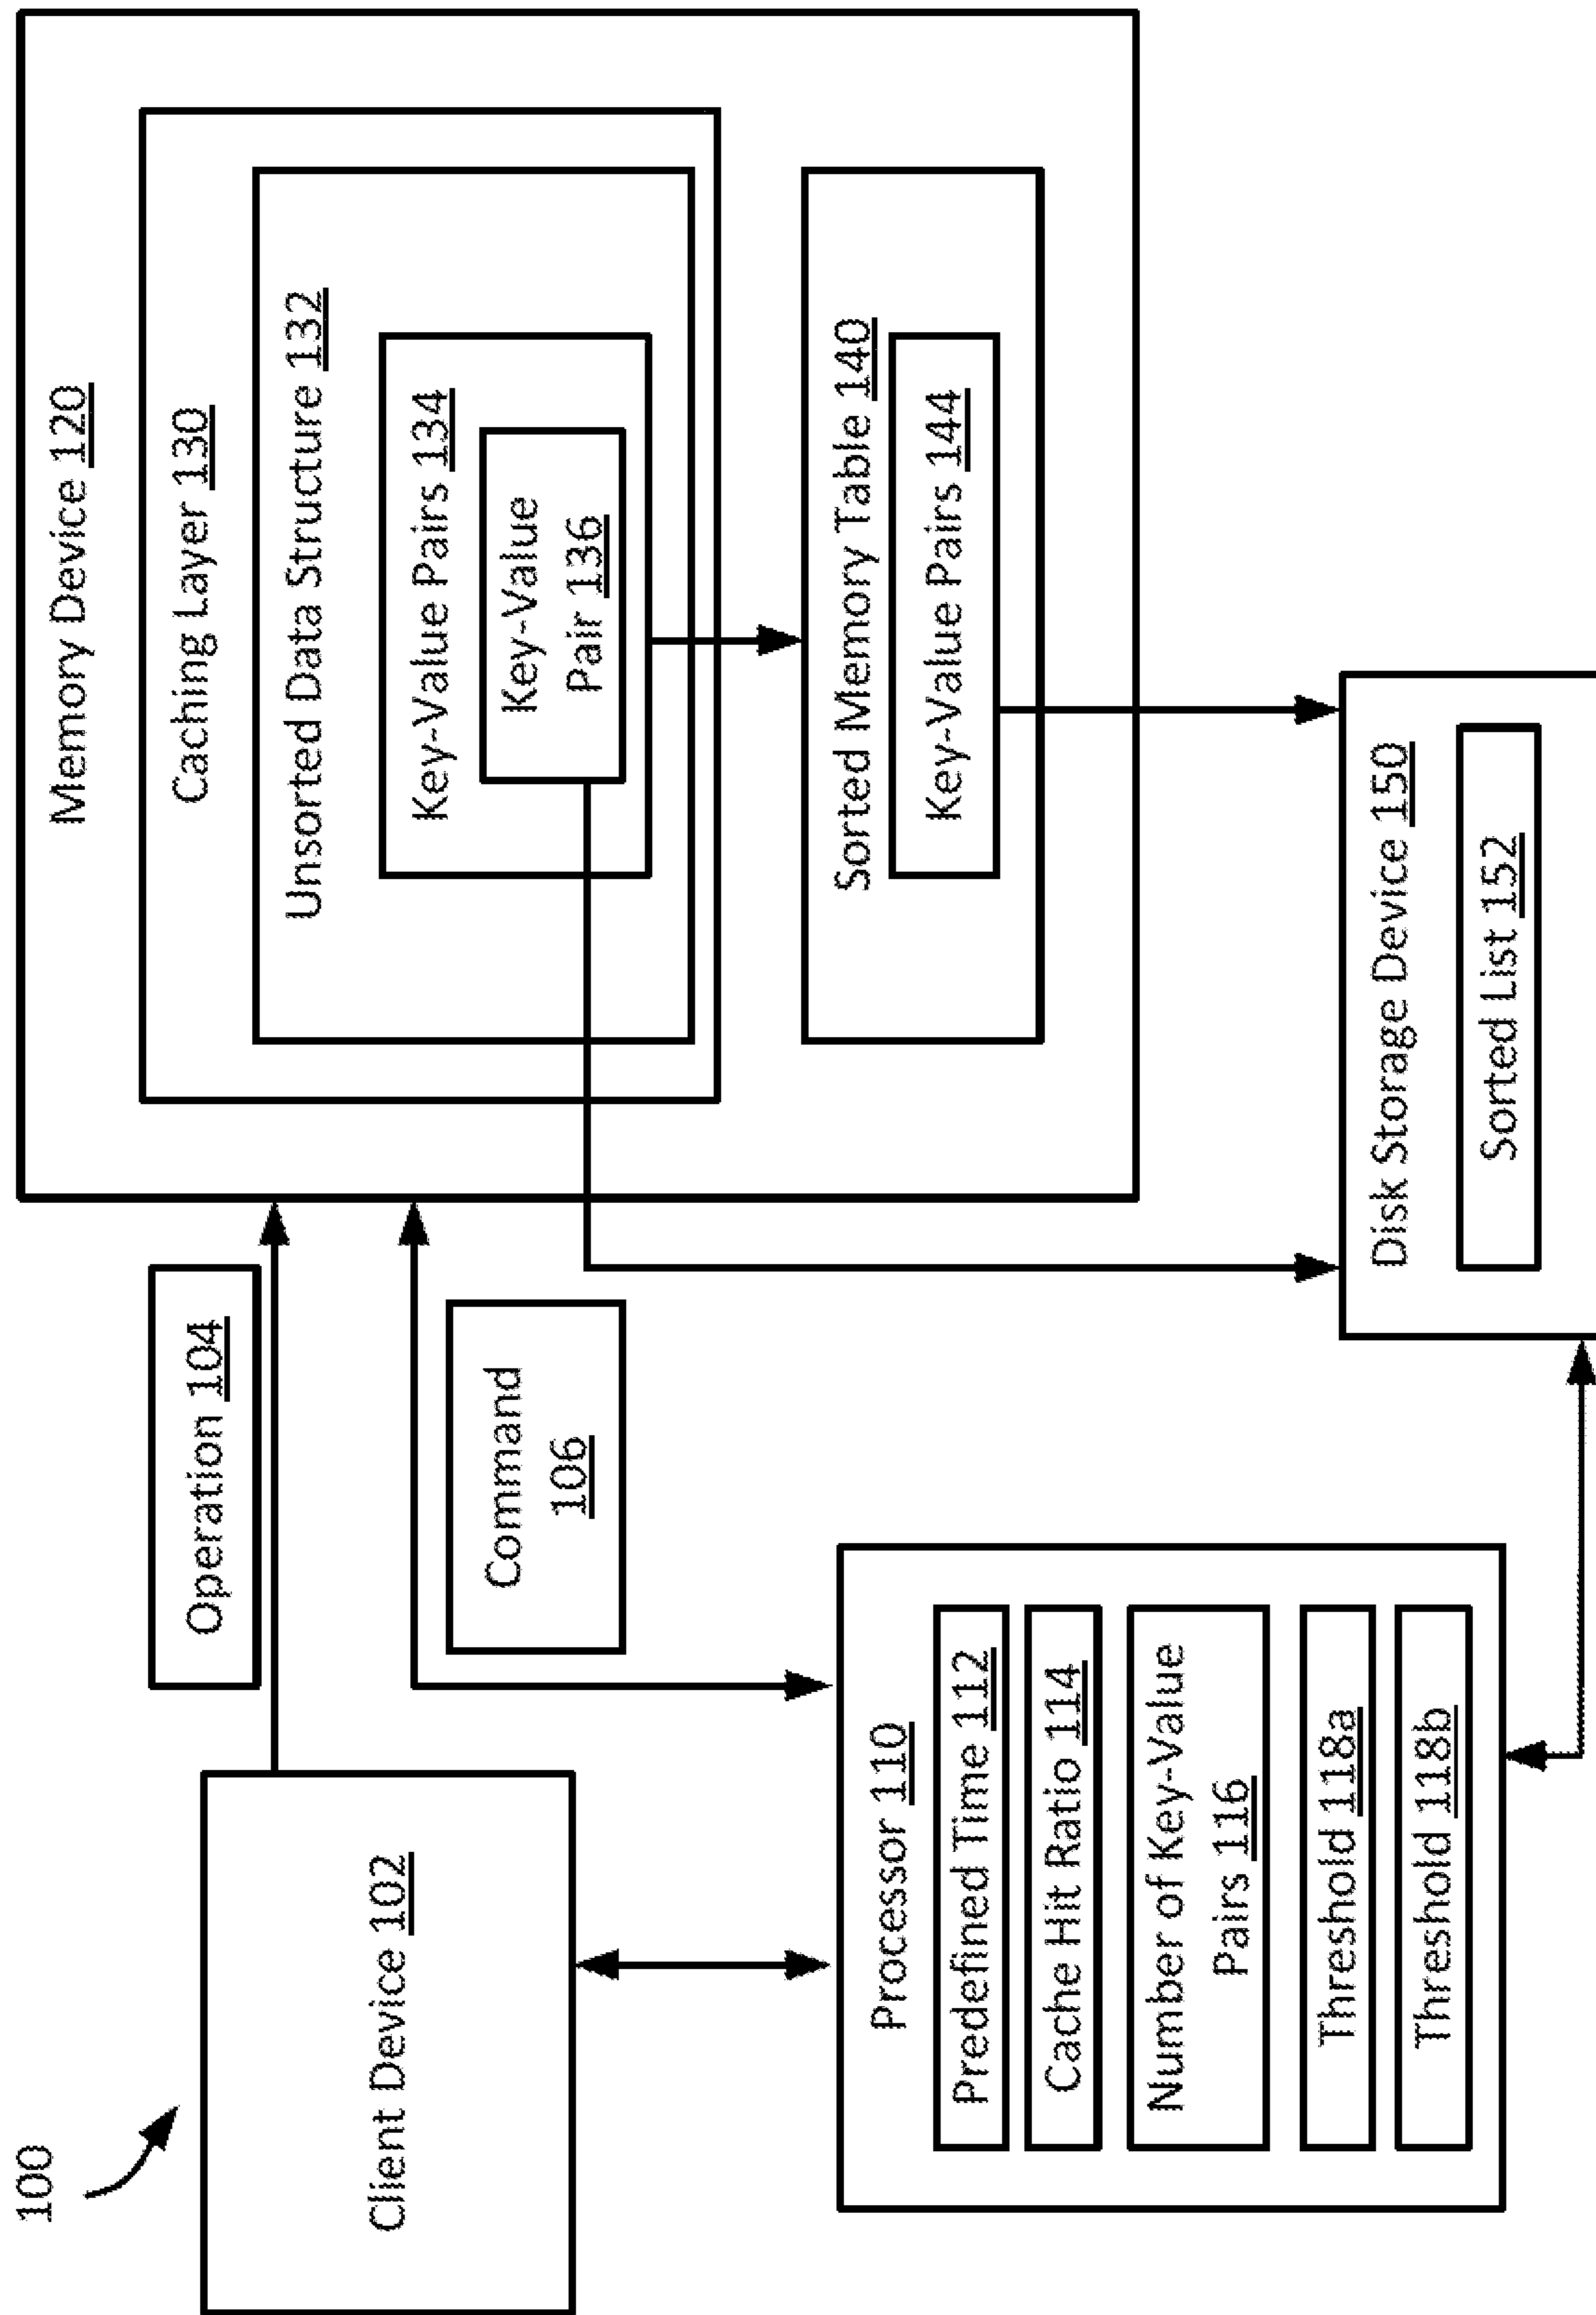 100
Client Device 102
Operation 104
Command
106
Processor 110
Predefined Time 112
Cache Hit Ratio 114
Number of Key-Value
Pairs 116
Threshold 118a
Threshold 118b
Memory Device 120
Caching Layer 130
Unsorted Data Structure 132
Key-Value Pairs 134
Key-Value
Pair 136
Sorted Memory Table 140
Key-Value Pairs 144
Disk Storage Device 150
Sorted List 152